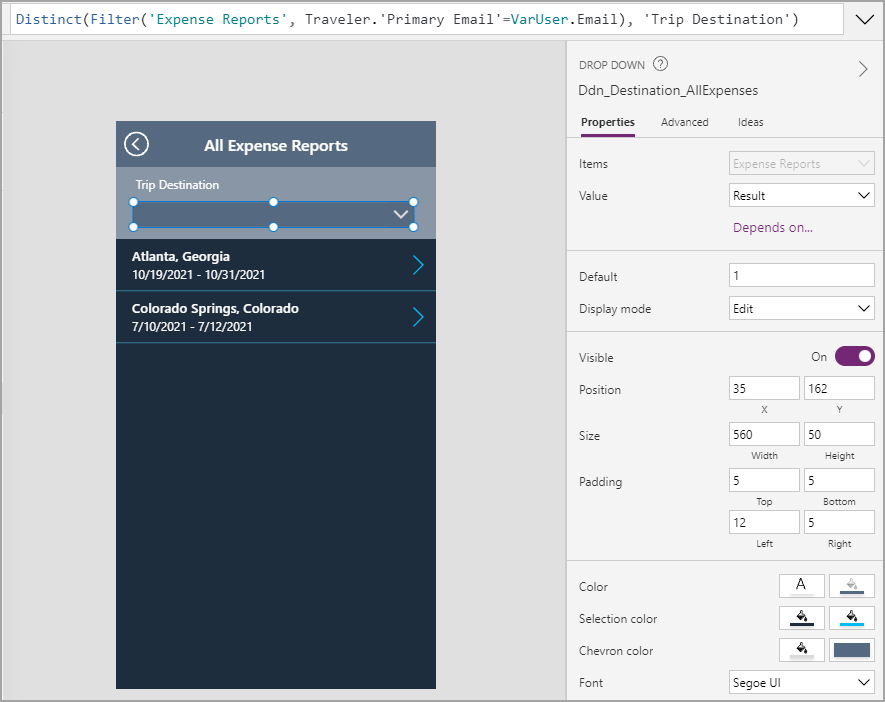 Distinct(Filter('Expense Reports', Traveler.'Primary Email'=VarUser.Email), 'Trip Destination')
DROP DOWN ?
Ddn_Destination_AllExpenses
Properties Advanced Ideas
Items Expense Reports
Value Result
Depends on...
Default 1
Display mode Edit
Visible On
Position 35 162
X Y
Size 560 50
Width Height
Padding 5 5
Top Bottom
12 5
Left Right
Color A
Selection color
Chevron color
Font Segoe UI
All Expense Reports
Trip Destination
Atlanta, Georgia
10/19/2021 - 10/31/2021
Colorado Springs, Colorado
7/10/2021 - 7/12/2021